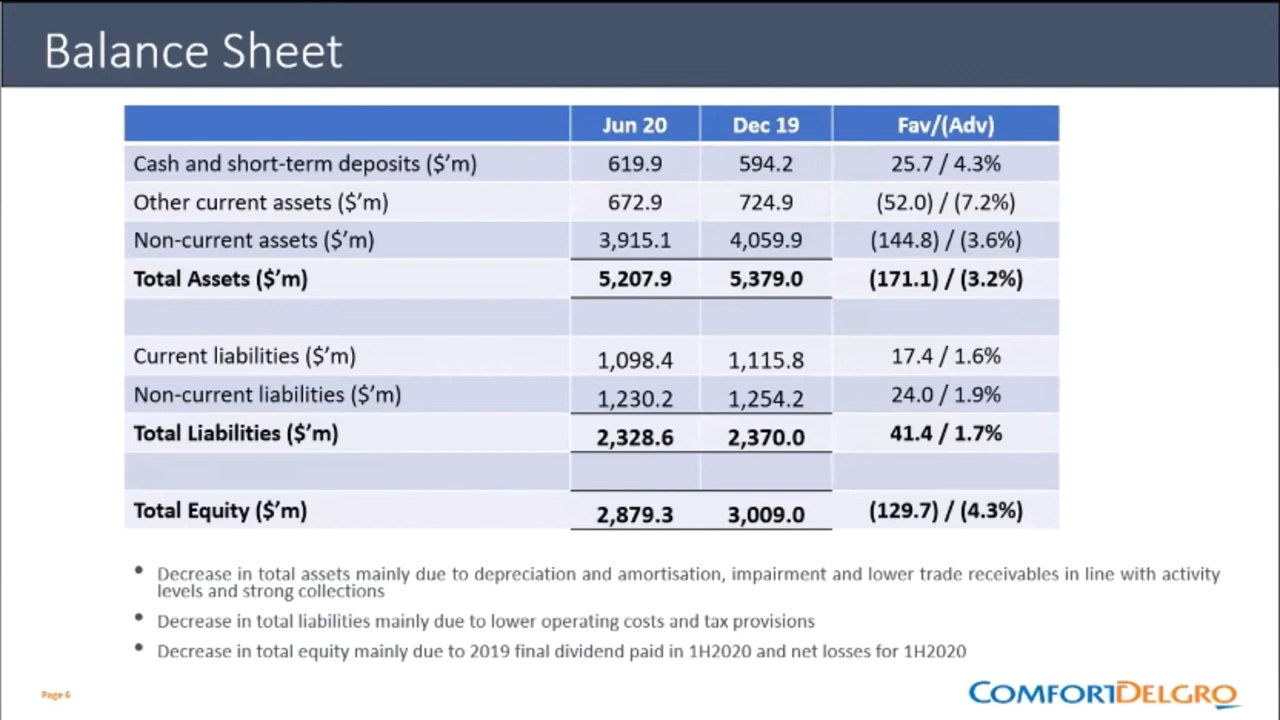 Balance Sheet
Jun 20 Dec 19 Fav/(Adv)
Cash and short-term deposits ($’m) 619.9 594.2 25.7 / 4.3%
Other current assets ($’m) 672.9 724.9 (52.0) / (7.2%)
Non-current assets ($’m) 3,915.1 4,059.9 (144.8) / (3.6%)
Total Assets ($’m) 5,207.9 5,379.0 (171.1) / (3.2%)
Current liabilities ($’m) 1,098.4 1,115.8 17.4 / 1.6%
Non-current liabilities ($’m) 1,230.2 1,254.2 24.0 / 1.9%
Total Liabilities ($’m) 2,328.6 2,370.0 41.4 / 1.7%
Total Equity ($’m) 2,879.3 3,009.0 (129.7) / (4.3%)
• Decrease in total assets mainly due to depreciation and amortisation, impairment and lower trade receivables in line with activity
levels and strong collections
• Decrease in total liabilities mainly due to lower operating costs and tax provisions
• Decrease in total equity mainly due to 2019 final dividend paid in 1H2020 and net losses for 1H2020
Page 6
COMFORTDELGRO